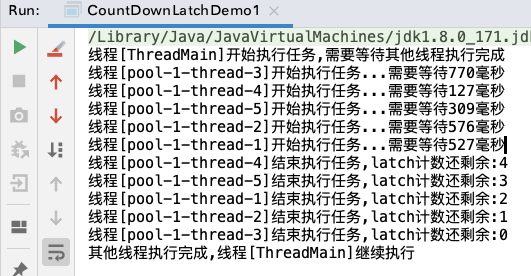 Run: CountDownLatchDemo1 ×
/Library/Java/JavaVirtualMachines/jdk1.8.0_171.jd
线程[ThreadMain]开始执行任务,需要等待其他线程执行完成
线程[pool-1-thread-3]开始执行任务...需要等待770毫秒
线程[pool-1-thread-4]开始执行任务...需要等待127毫秒
线程[pool-1-thread-5]开始执行任务...需要等待309毫秒
线程[pool-1-thread-2]开始执行任务...需要等待576毫秒
线程[pool-1-thread-1]开始执行任务...需要等待527毫秒
线程[pool-1-thread-4]结束执行任务,latch计数还剩余:4
线程[pool-1-thread-5]结束执行任务,latch计数还剩余:3
线程[pool-1-thread-1]结束执行任务,latch计数还剩余:2
线程[pool-1-thread-2]结束执行任务,latch计数还剩余:1
线程[pool-1-thread-3]结束执行任务,latch计数还剩余:0
其他线程执行完成,线程[ThreadMain]继续执行